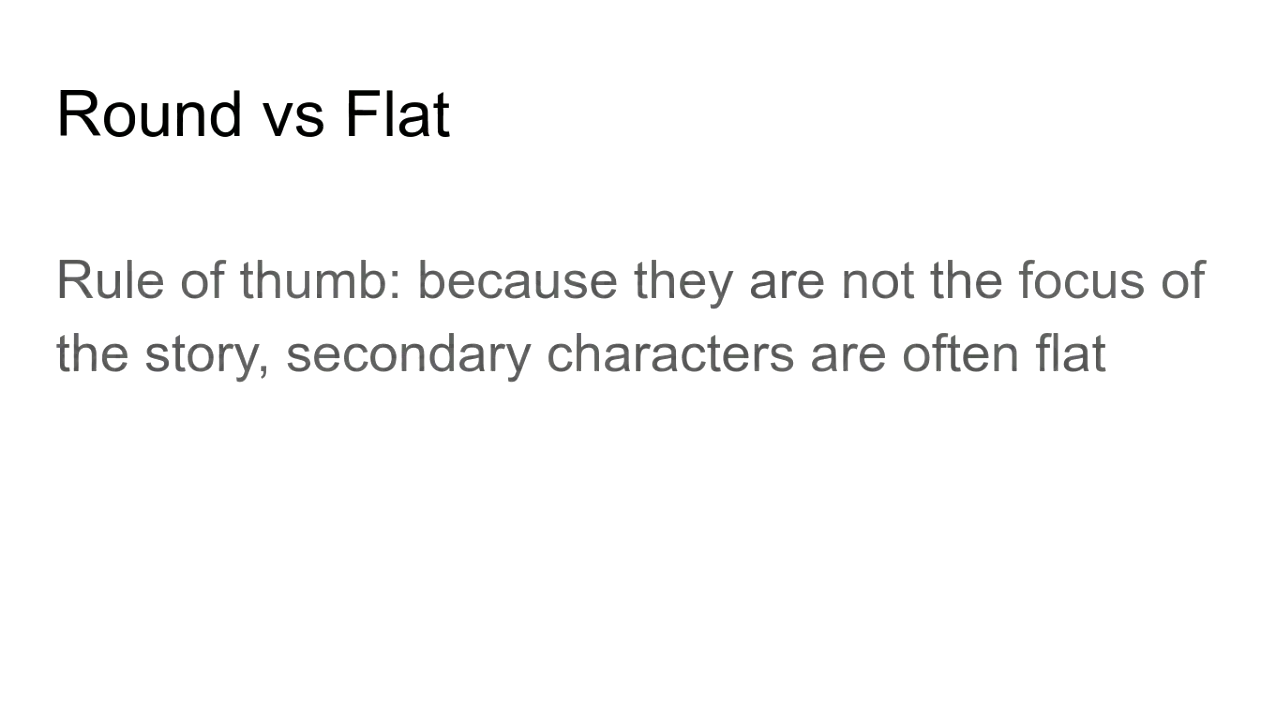 Round vs Flat
Rule of thumb: because they are not the focus of
the story, secondary characters are often flat